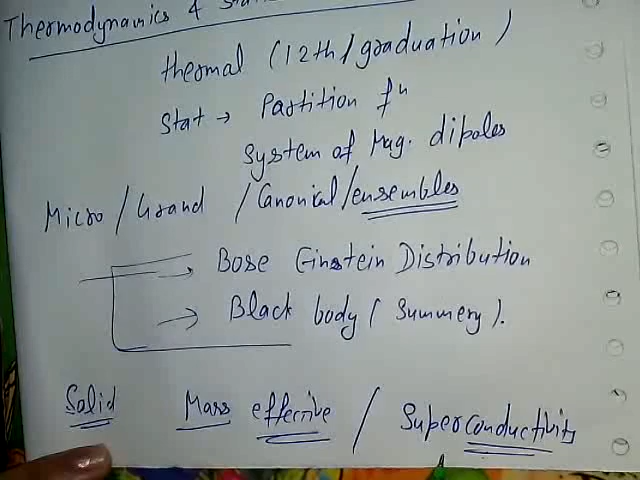 Thermodynamics &
thermal (12th/graduation)
Stat → Partition fⁿ
System of Mag. dipoles
Micro/Grand/Canonical/ensembles
→ Bose Einstein Distribution
→ Black body (Summery).
Solid Mass effective / Superconductivity